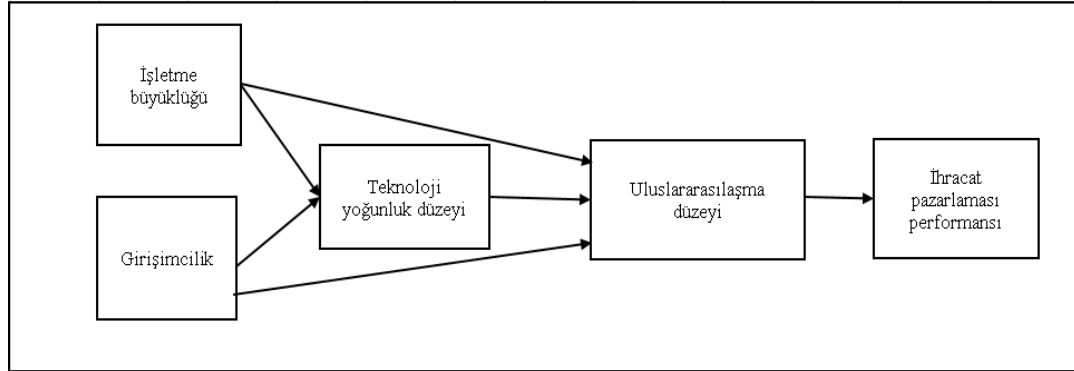 İşletme
büyüklüğü
Teknoloji
yoğunluk düzeyi
Girişimcilik
Uluslararasılaşma
düzeyi
İhracat
pazarlaması
performansı